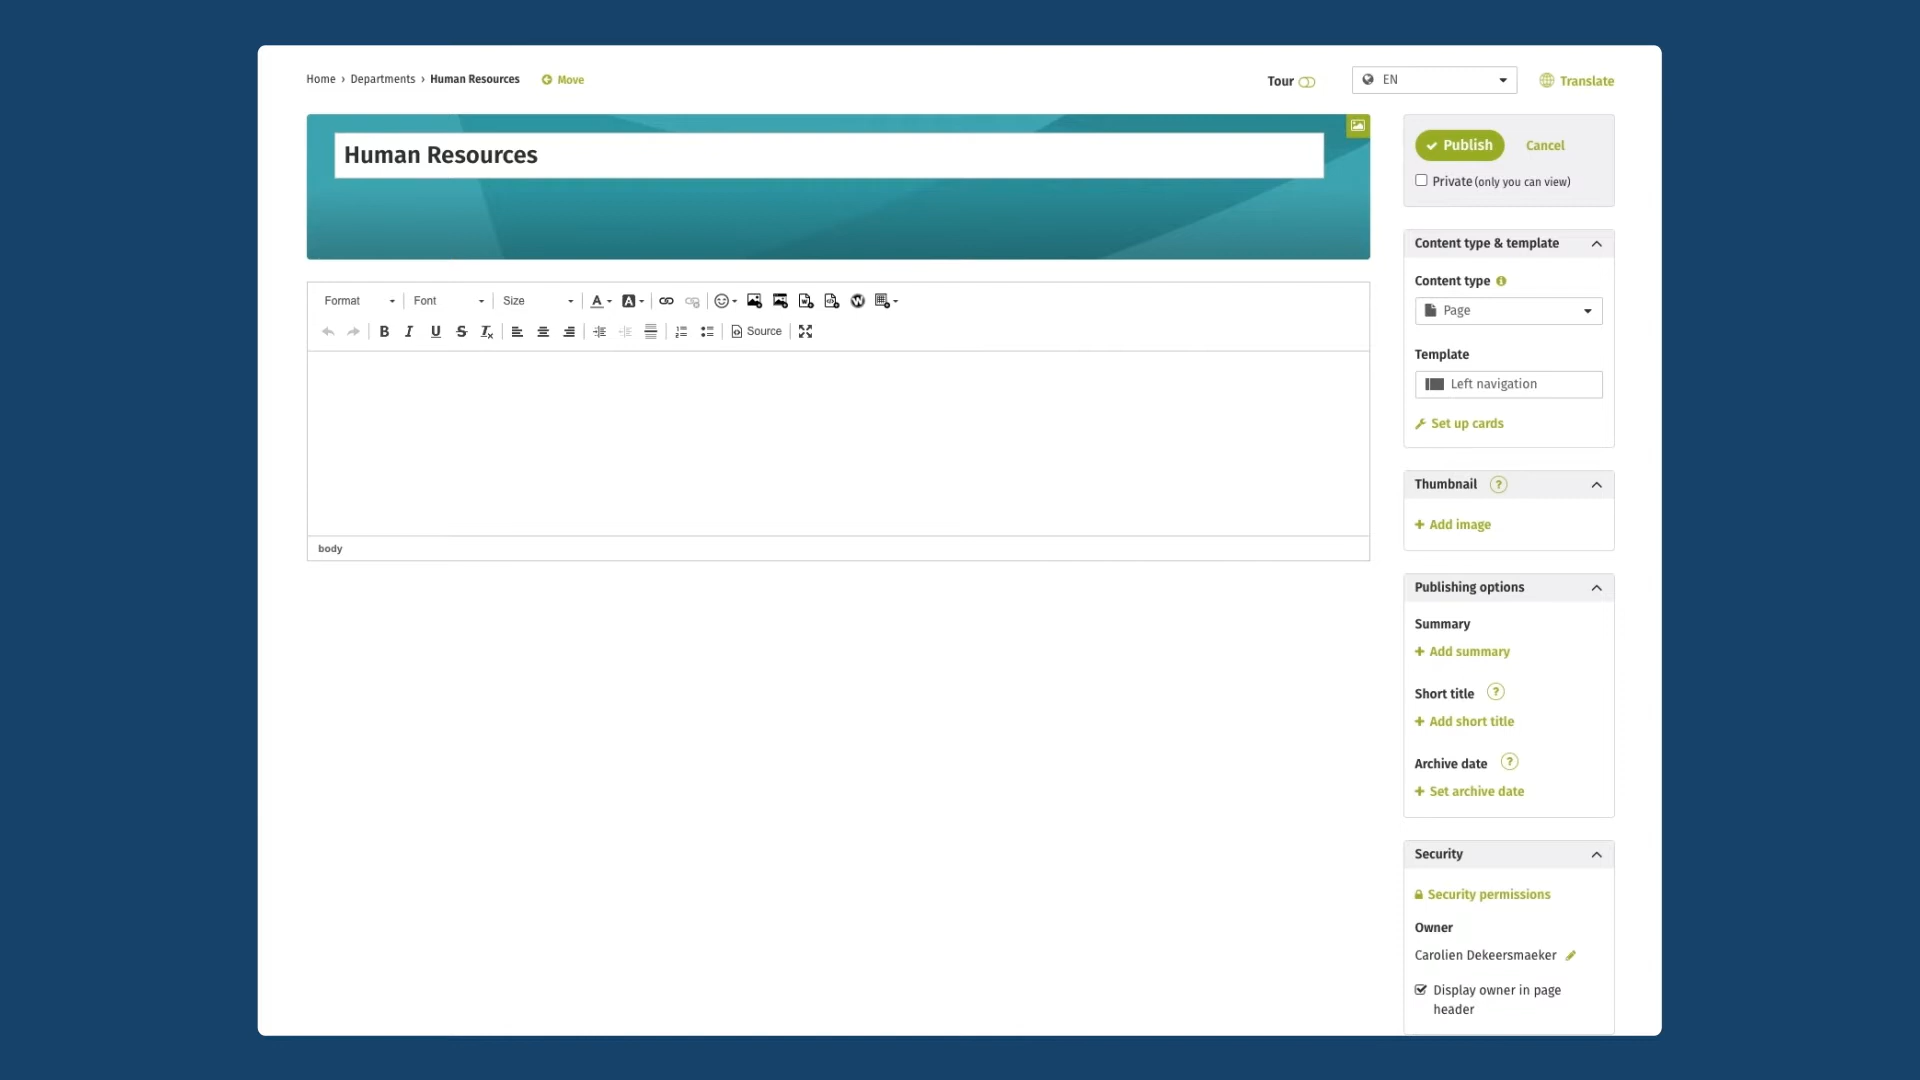 Home › Departments › Human Resources Move
Tour EN Translate
Human Resources
Publish Cancel
Private (only you can view)
Content type & template
Content type
Page
Template
Left navigation
Set up cards
Format Font Size
Source
body
Thumbnail ?
+ Add image
Publishing options
Summary
+ Add summary
Short title ?
+ Add short title
Archive date ?
+ Set archive date
Security
Security permissions
Owner
Carolien Dekeersmaeker
Display owner in page
header